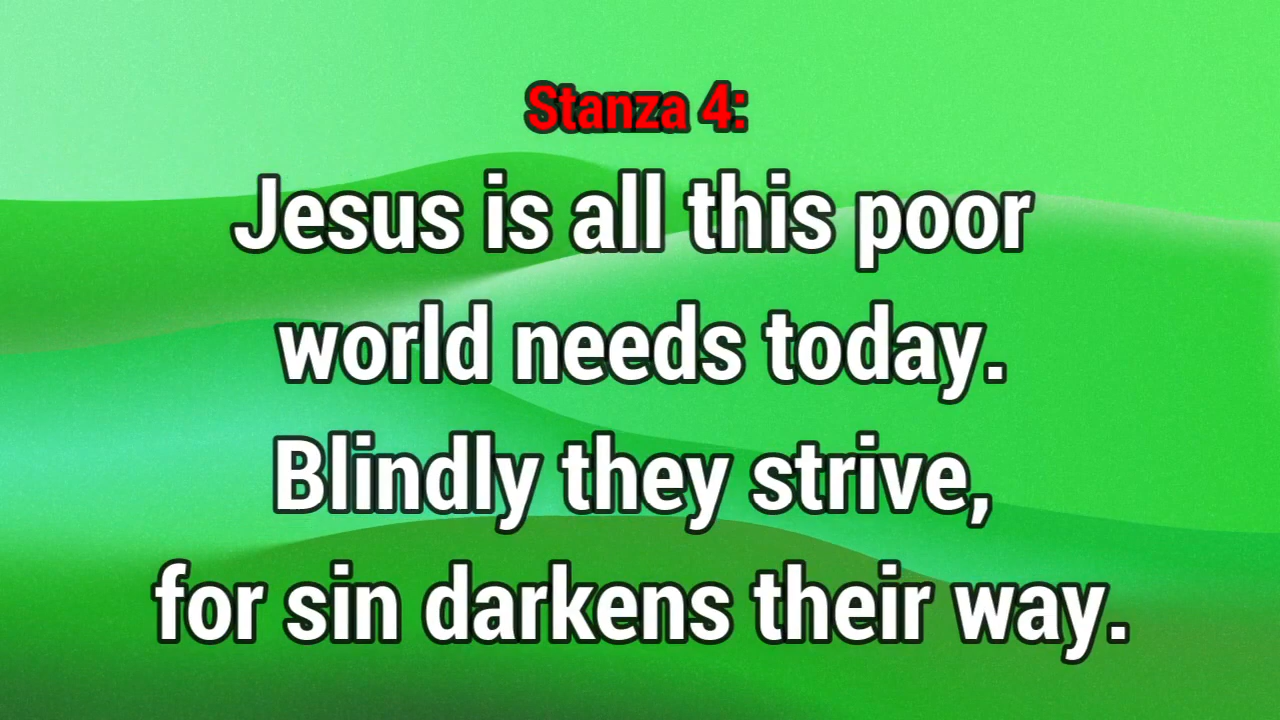 Stanza 4:
Jesus is all this poor
world needs today.
Blindly they strive,
for sin darkens their way.